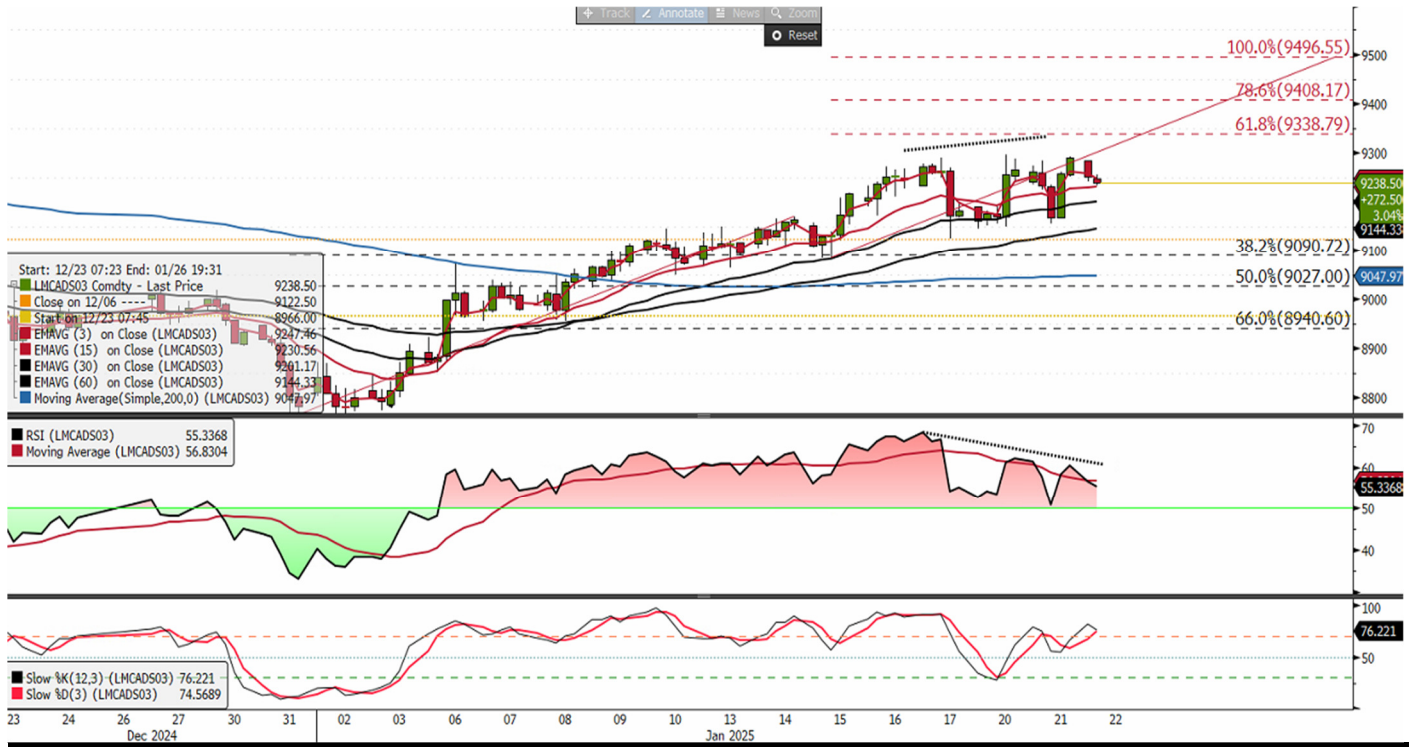 Track Annotate News Zoom
Reset
100.0%(9496.55)
78.6%(9408.17)
61.8%(9338.79)
38.2%(9090.72)
50.0%(9027.00)
66.0%(8940.60)
9500
9400
9300
9238.50
+272.50
3.04%
9144.33
9100
9047.97
9000
8900
8800
Start: 12/23 07:23 End: 01/26 19:31
LMCADS03 Comdty - Last Price 9238.50
Close on 12/06 ---- 9122.50
Start on 12/23 07:45 8966.00
EMAVG (3) on Close (LMCADS03) 9247.46
EMAVG (15) on Close (LMCADS03) 9230.56
EMAVG (30) on Close (LMCADS03) 9201.17
EMAVG (60) on Close (LMCADS03) 9144.33
Moving Average(Simple,200,0) (LMCADS03) 9047.97
RSI (LMCADS03) 55.3368
Moving Average (LMCADS03) 56.8304
70
60
55.3368
50
40
Slow %K(12,3) (LMCADS03) 76.221
Slow %D(3) (LMCADS03) 74.5689
100
76.221
50
0
23 24 26 27 30 31 02 03 06 07 08 09 10 13 14 15 16 17 20 21 22
Dec 2024 Jan 2025